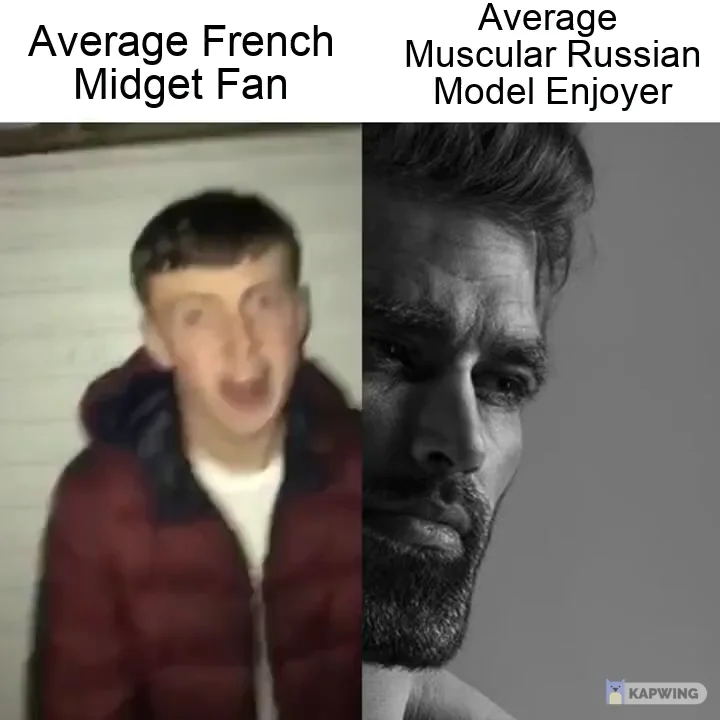 Average French
Midget Fan
Average
Muscular Russian
Model Enjoyer
KAPWING